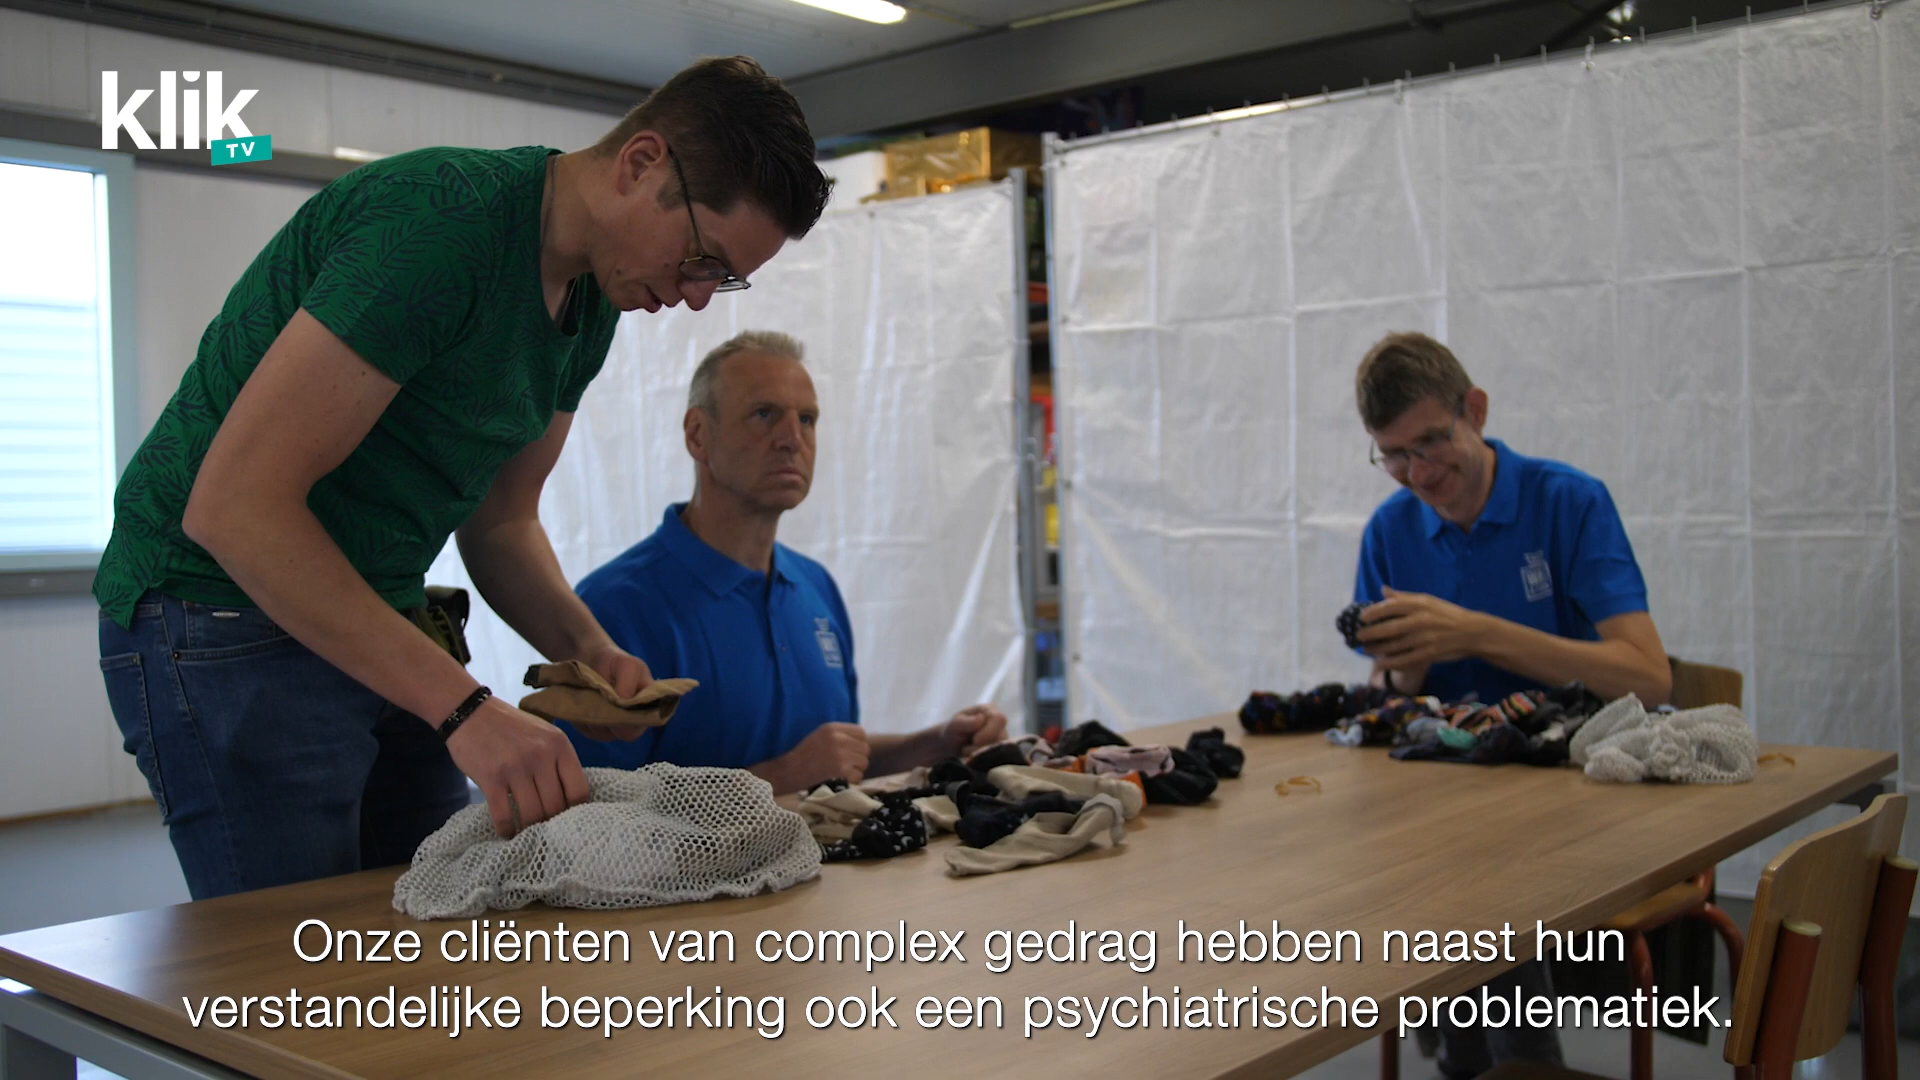 klik
TV
Onze cliënten van complex gedrag hebben naast hun
verstandelijke beperking ook een psychiatrische problematiek.